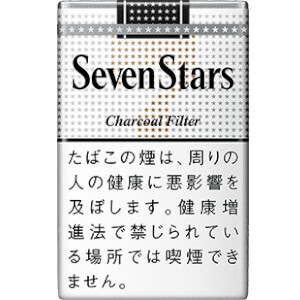 SevenStars
Charcoal Filter
たばこの煙は、周りの
人の健康に悪影響を
及ぼします。健康増
進法で禁じられてい
る場所では喫煙でき
ません。